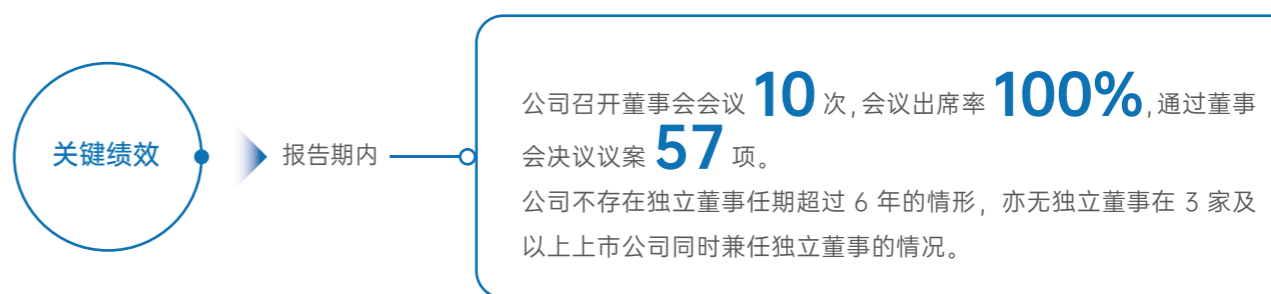 关键绩效
报告期内
公司召开董事会会议 10 次,会议出席率 100%,通过董事
会决议议案 57 项。
公司不存在独立董事任期超过 6 年的情形，亦无独立董事在 3 家及
以上上市公司同时兼任独立董事的情况。